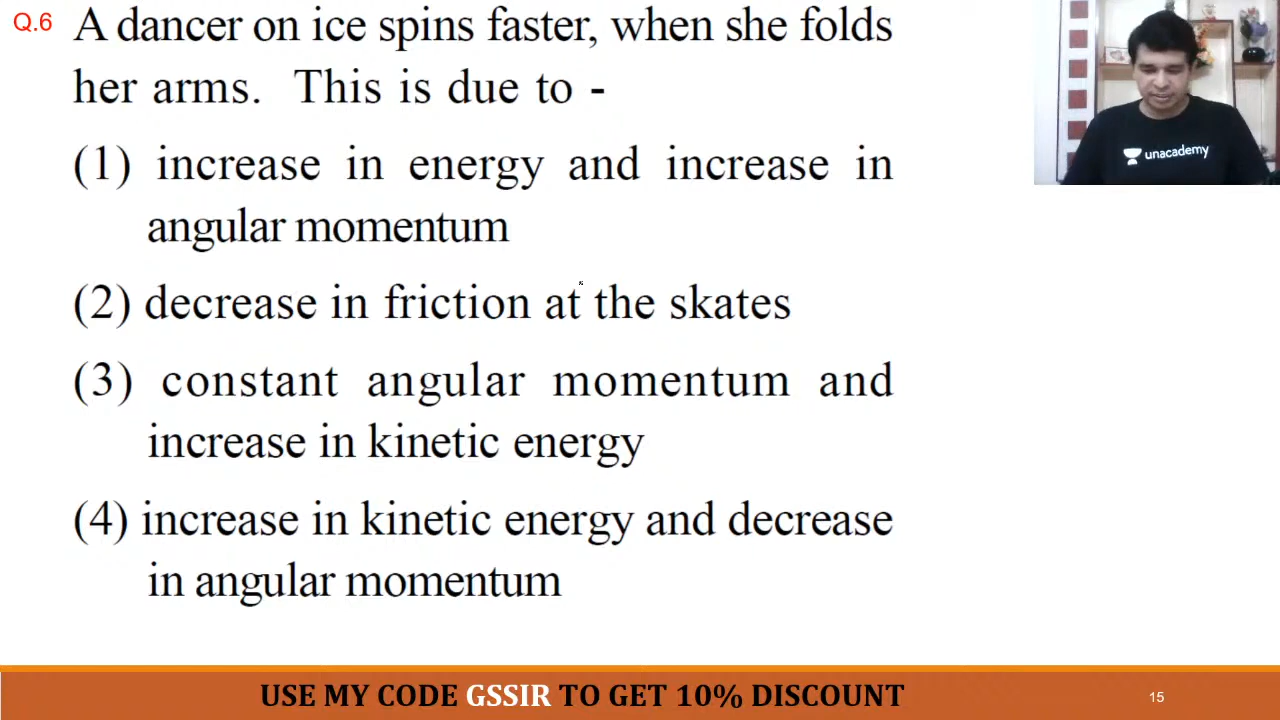 Q.6
A dancer on ice spins faster, when she folds
her arms. This is due to -
(1) increase in energy and increase in
angular momentum
(2) decrease in friction at the skates
(3) constant angular momentum and
increase in kinetic energy
(4) increase in kinetic energy and decrease
in angular momentum
unacademy
USE MY CODE GSSIR TO GET 10% DISCOUNT
15